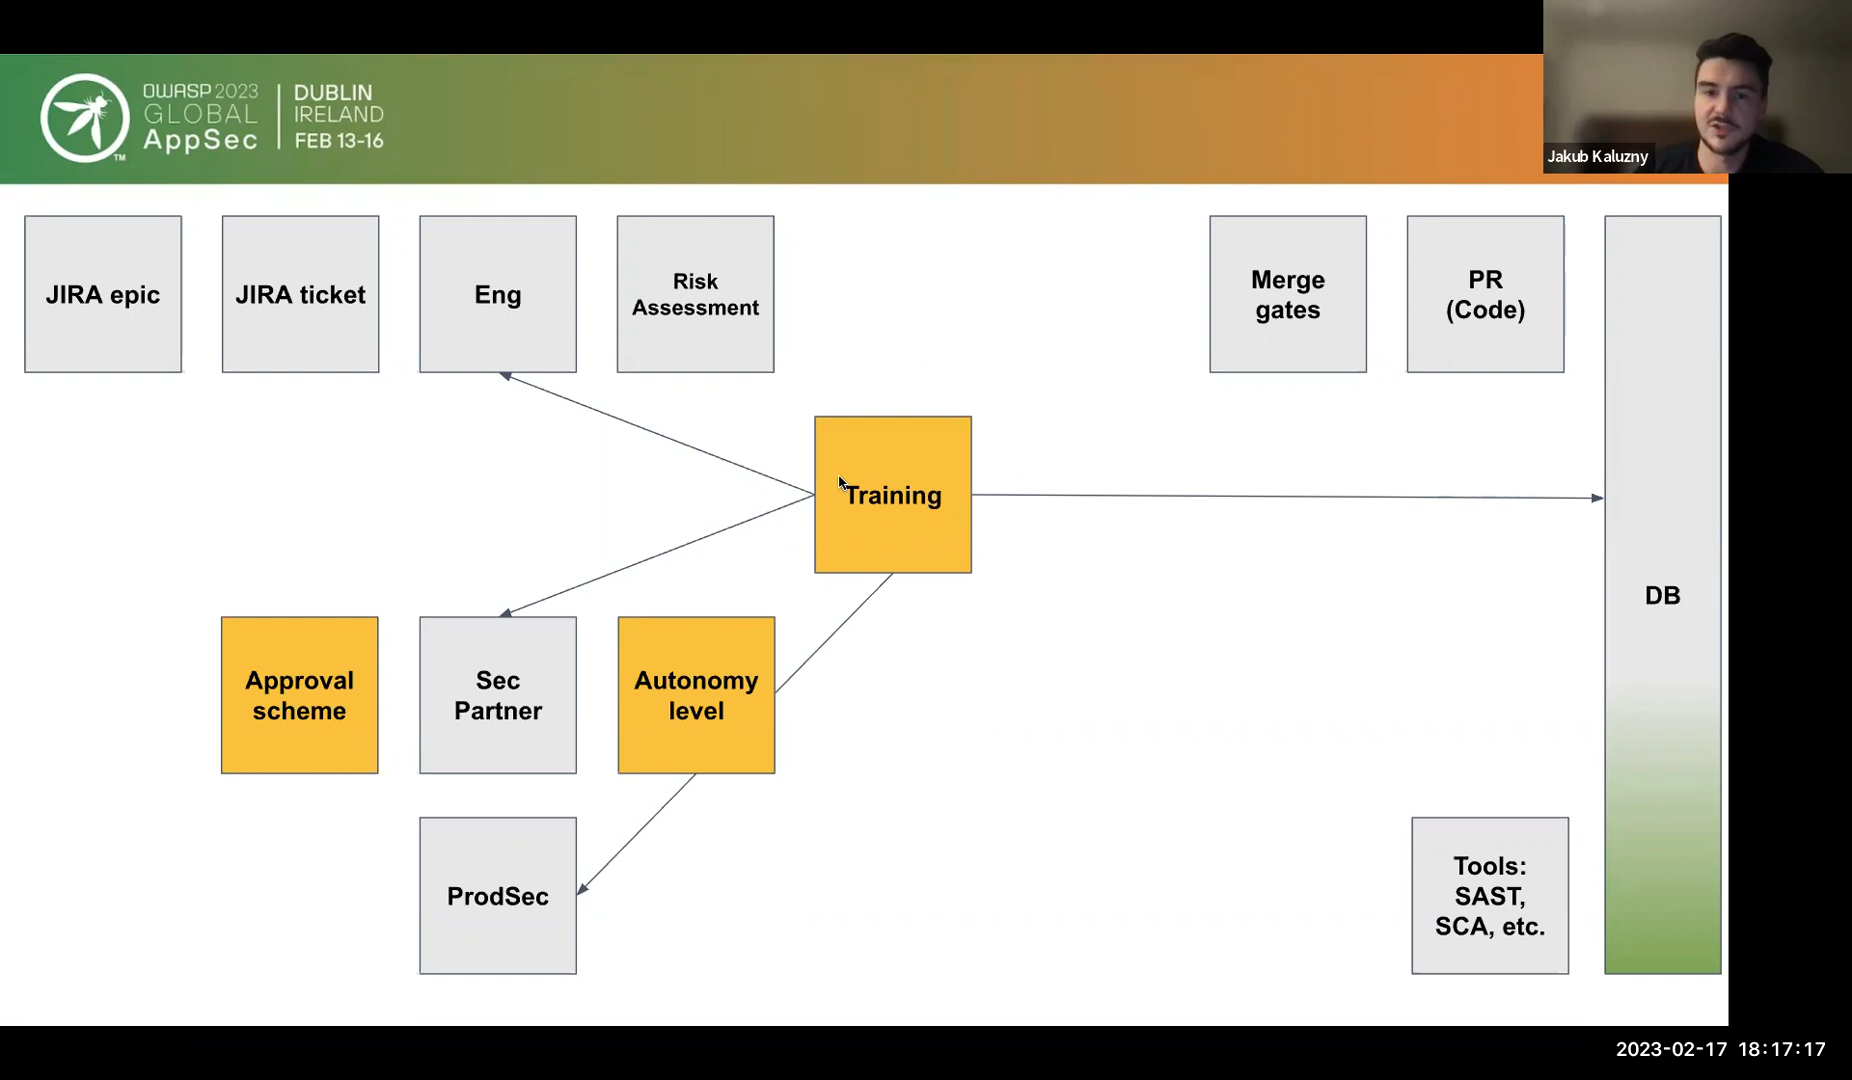 OWASP 2023
GLOBAL
AppSec
TM
DUBLIN
IRELAND
FEB 13-16
Jakub Kaluzny
JIRA epic
JIRA ticket
Eng
Risk
Assessment
Merge
gates
PR
(Code)
Training
DB
Approval
scheme
Sec
Partner
Autonomy
level
ProdSec
Tools:
SAST,
SCA, etc.
2023-02-17 18:17:17